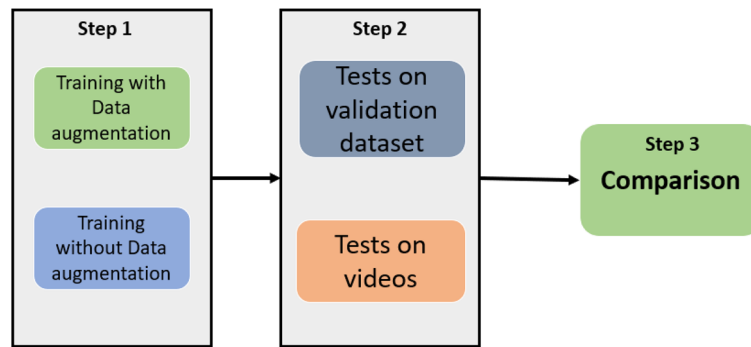 Step 1
Training with
Data
augmentation
Training
without Data
augmentation
Step 2
Tests on
validation
dataset
Tests on
videos
Step 3
Comparison